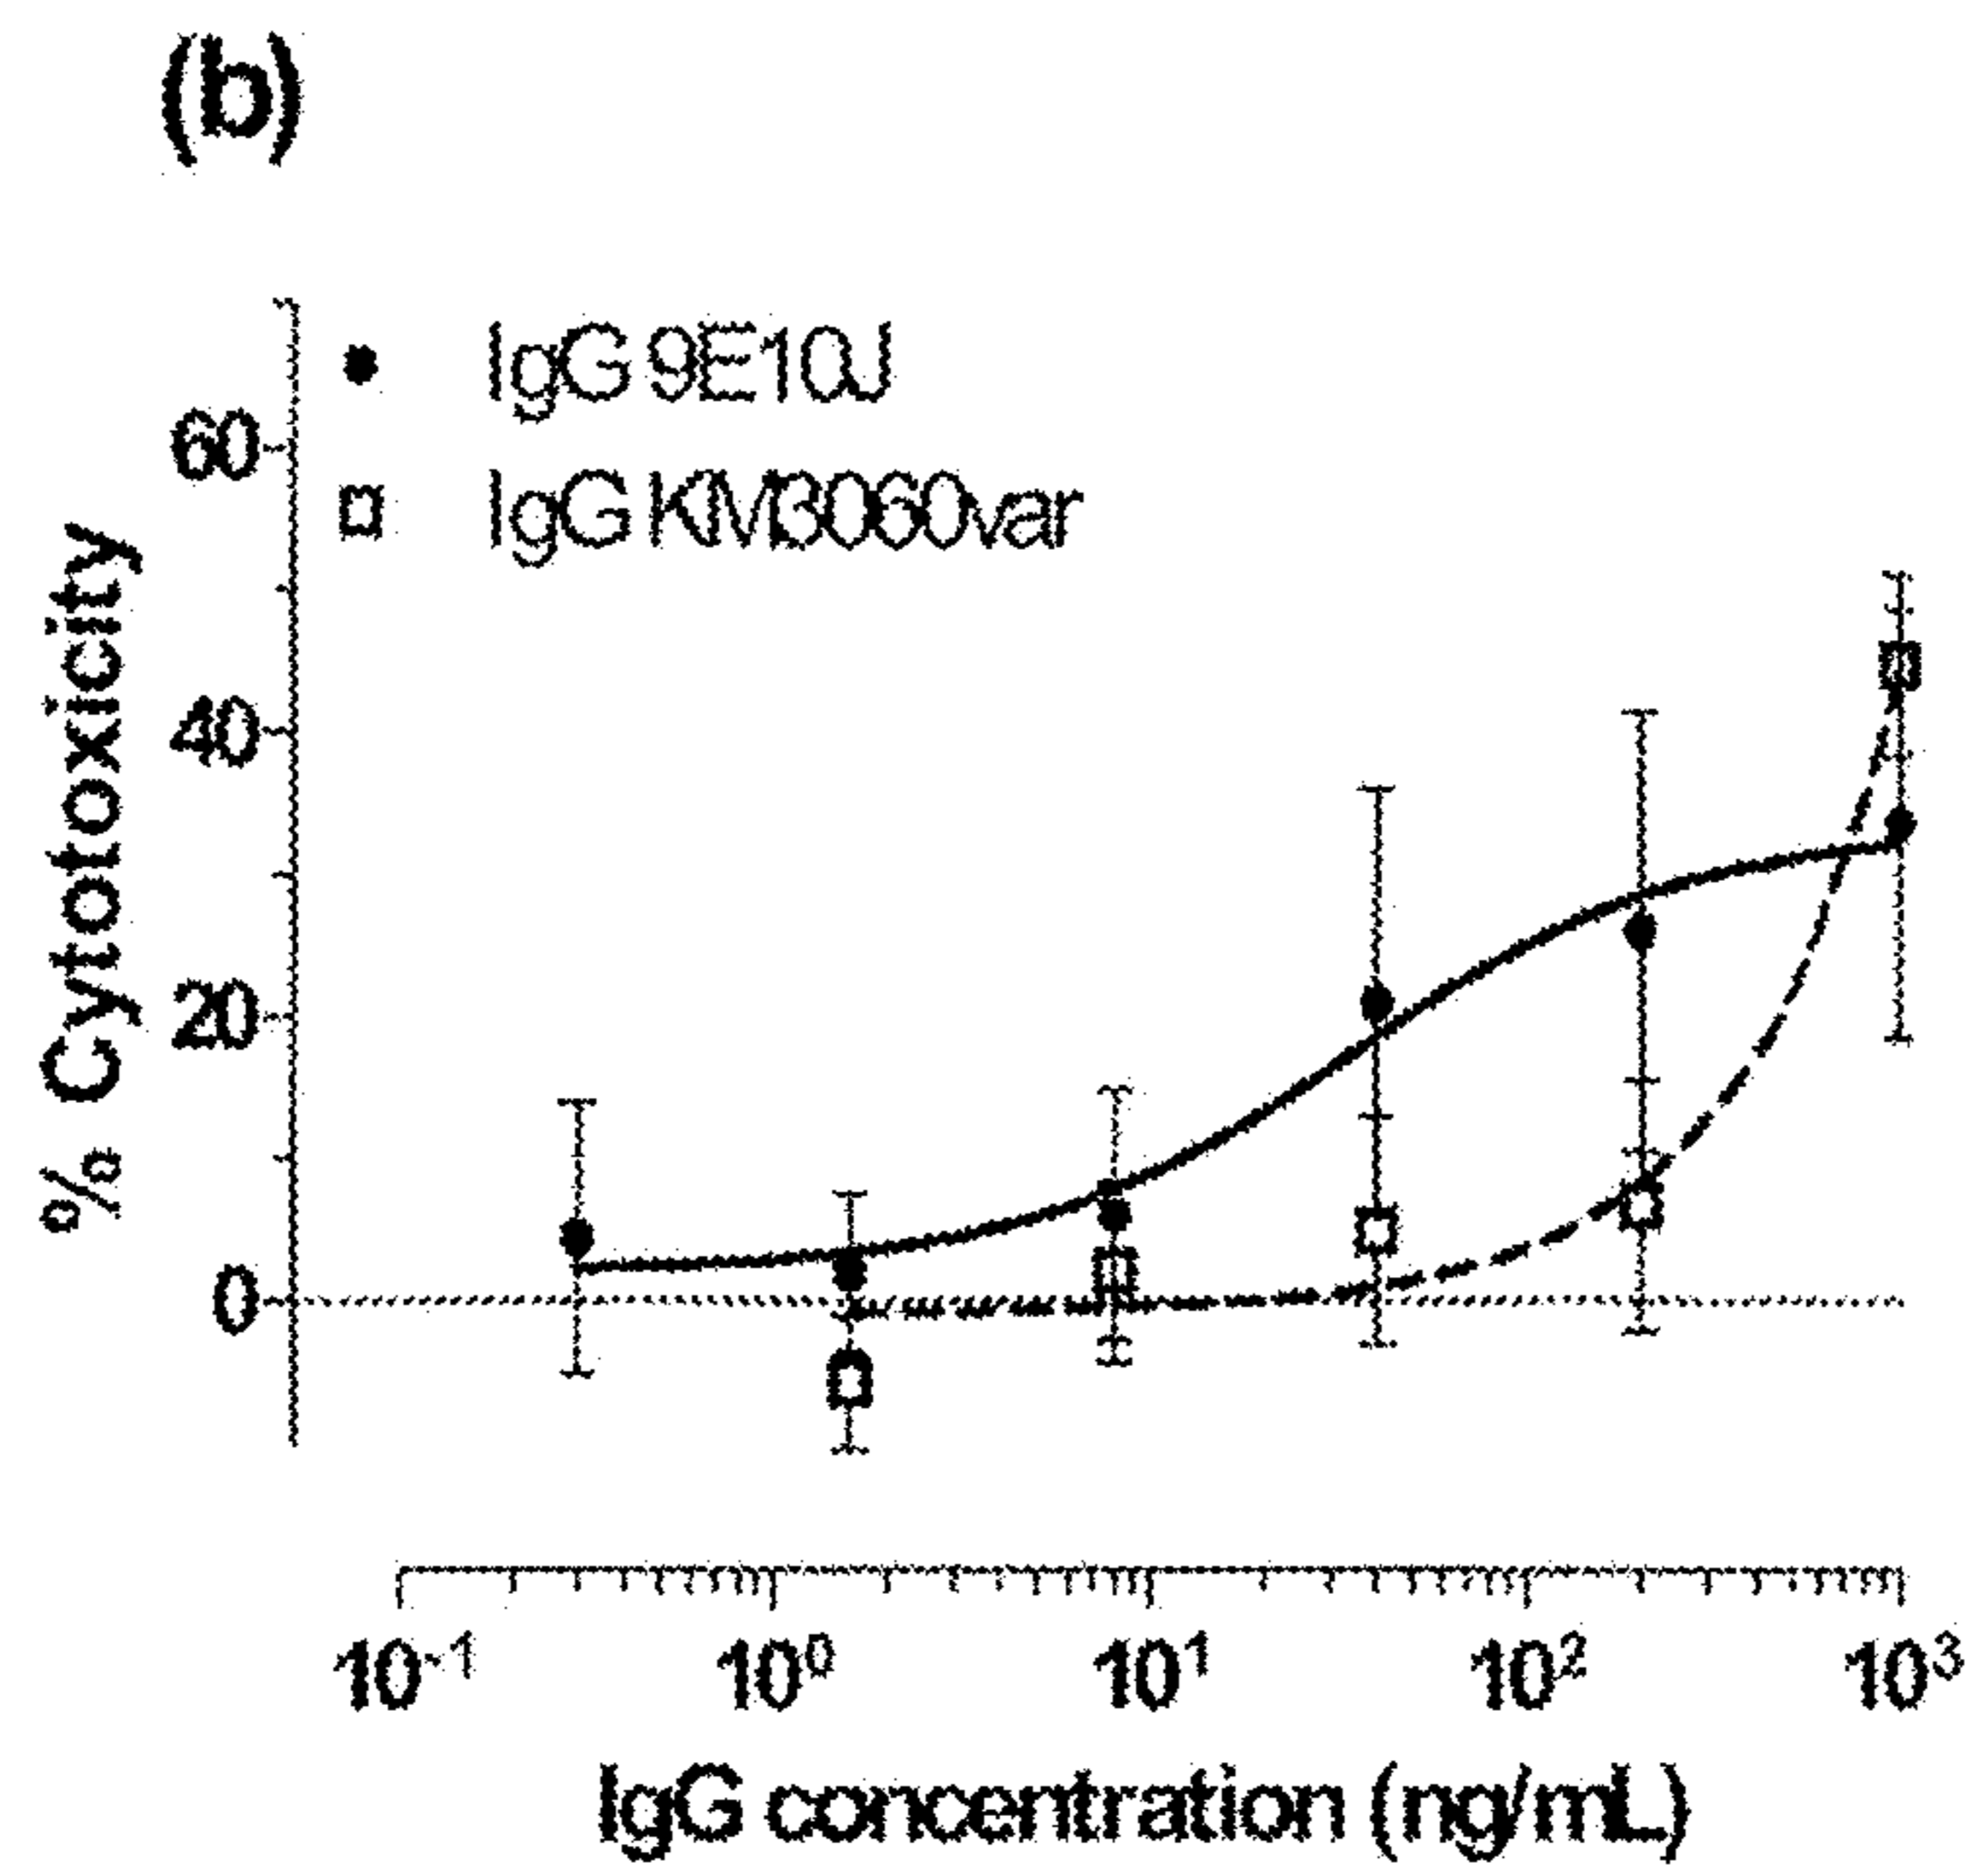 (b)
IgG 9E10J
IgG KM3060var
% Cytotoxicity
60
40
20
0
10-1 100 101 102 103
IgG concentration (ng/mL)